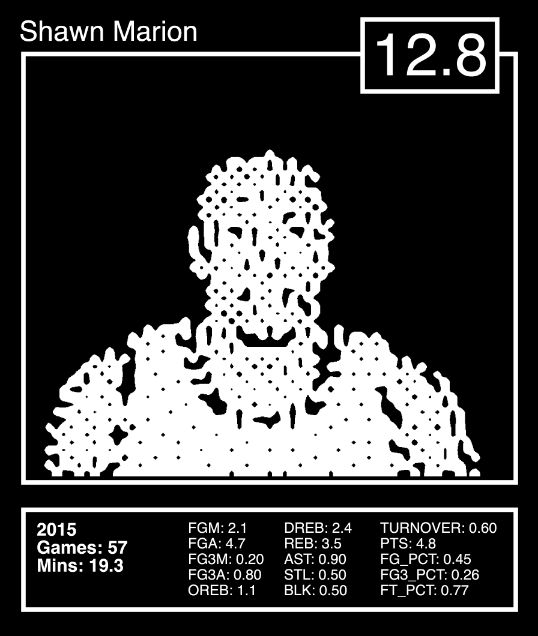 Shawn Marion
12.8
2015
Games: 57
Mins: 19.3
FGM: 2.1
FGA: 4.7
FG3M: 0.20
FG3A: 0.80
OREB: 1.1
DREB: 2.4
REB: 3.5
AST: 0.90
STL: 0.50
BLK: 0.50
TURNOVER: 0.60
PTS: 4.8
FG_PCT: 0.45
FG3_PCT: 0.26
FT_PCT: 0.77